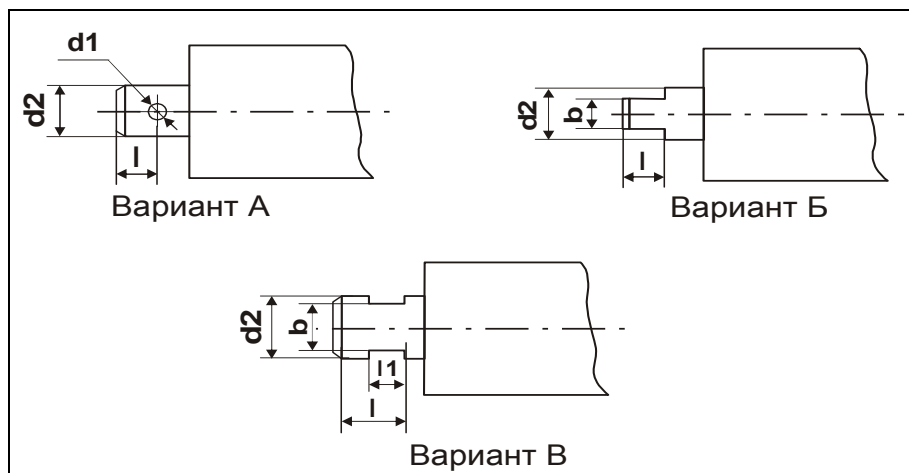 d1
d2
l
Вариант А
d2
b
l
Вариант Б
d2
b
l1
l
Вариант В